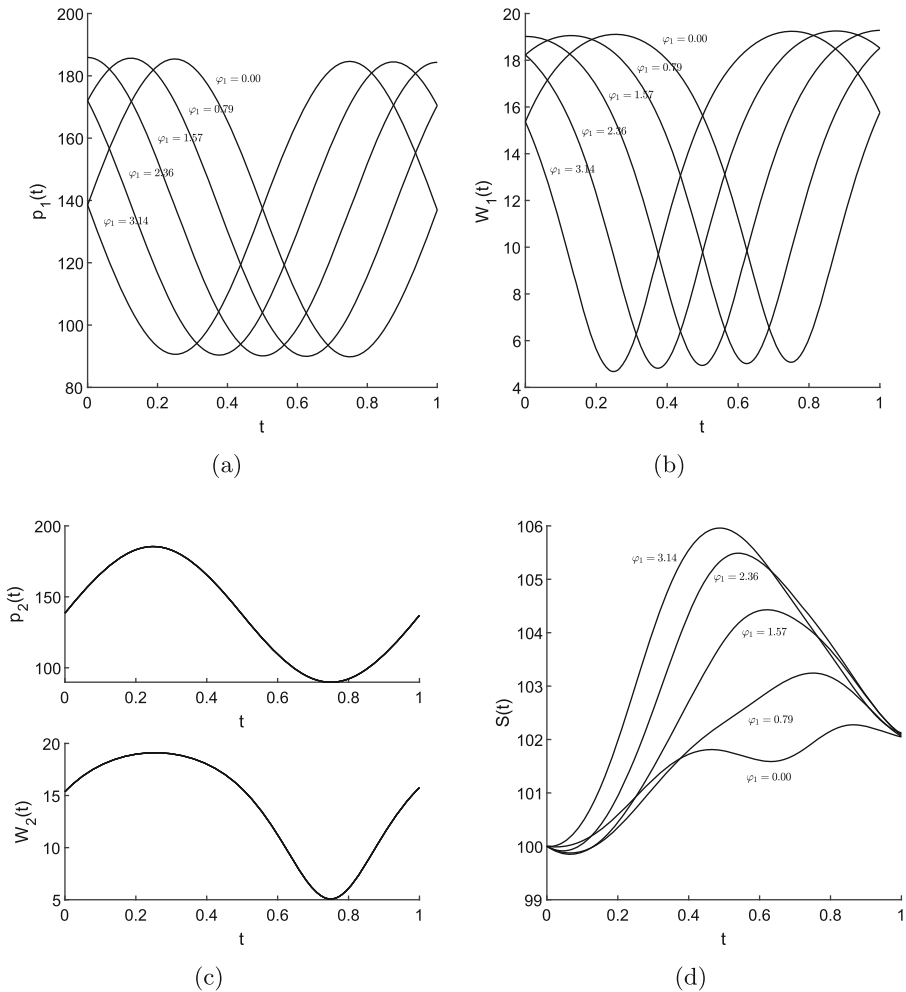 200
180
160
140
120
100
80
p1(t)
φ1 = 0.00
φ1 = 0.79
φ1 = 1.57
φ1 = 2.36
φ1 = 3.14
0 0.2 0.4 0.6 0.8 1
t
(a)
20
18
16
14
12
10
8
6
4
W1(t)
φ1 = 0.00
φ1 = 0.79
φ1 = 1.57
φ1 = 2.36
φ1 = 3.14
0 0.2 0.4 0.6 0.8 1
t
(b)
200
150
100
p2(t)
0 0.2 0.4 0.6 0.8 1
t
20
15
10
5
W2(t)
0 0.2 0.4 0.6 0.8 1
t
(c)
106
105
104
103
102
101
100
99
S(t)
φ1 = 3.14
φ1 = 2.36
φ1 = 1.57
φ1 = 0.79
φ1 = 0.00
0 0.2 0.4 0.6 0.8 1
t
(d)